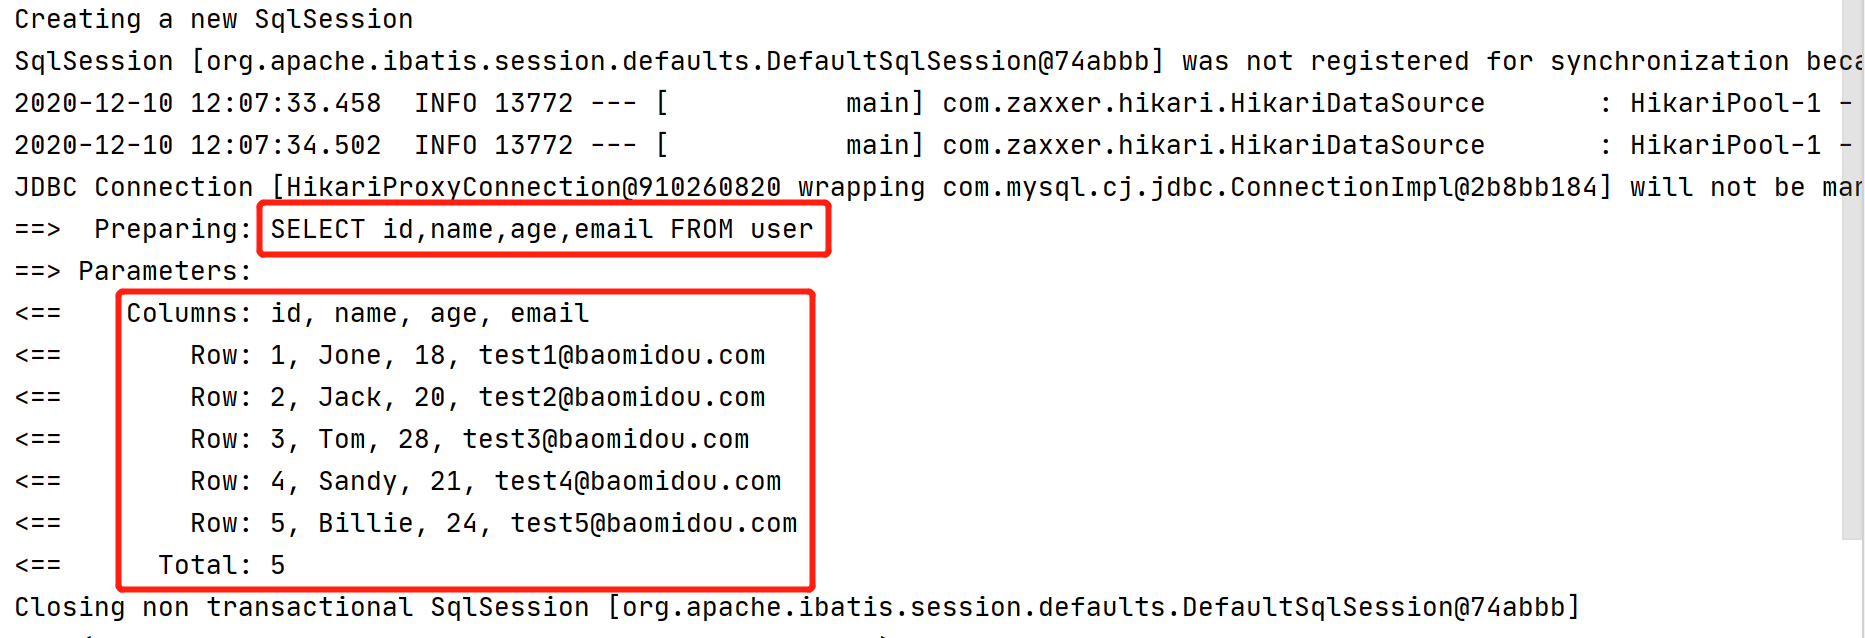 Creating a new SqlSession
SqlSession [org.apache.ibatis.session.defaults.DefaultSqlSession@74abbb] was not registered for synchronization beca
2020-12-10 12:07:33.458  INFO 13772 --- [           main] com.zaxxer.hikari.HikariDataSource       : HikariPool-1 -
2020-12-10 12:07:34.502  INFO 13772 --- [           main] com.zaxxer.hikari.HikariDataSource       : HikariPool-1 -
JDBC Connection [HikariProxyConnection@910260820 wrapping com.mysql.cj.jdbc.ConnectionImpl@2b8bb184] will not be man
==>  Preparing: SELECT id,name,age,email FROM user
==> Parameters:
<==    Columns: id, name, age, email
<==        Row: 1, Jone, 18, test1@baomidou.com
<==        Row: 2, Jack, 20, test2@baomidou.com
<==        Row: 3, Tom, 28, test3@baomidou.com
<==        Row: 4, Sandy, 21, test4@baomidou.com
<==        Row: 5, Billie, 24, test5@baomidou.com
<==      Total: 5
Closing non transactional SqlSession [org.apache.ibatis.session.defaults.DefaultSqlSession@74abbb]